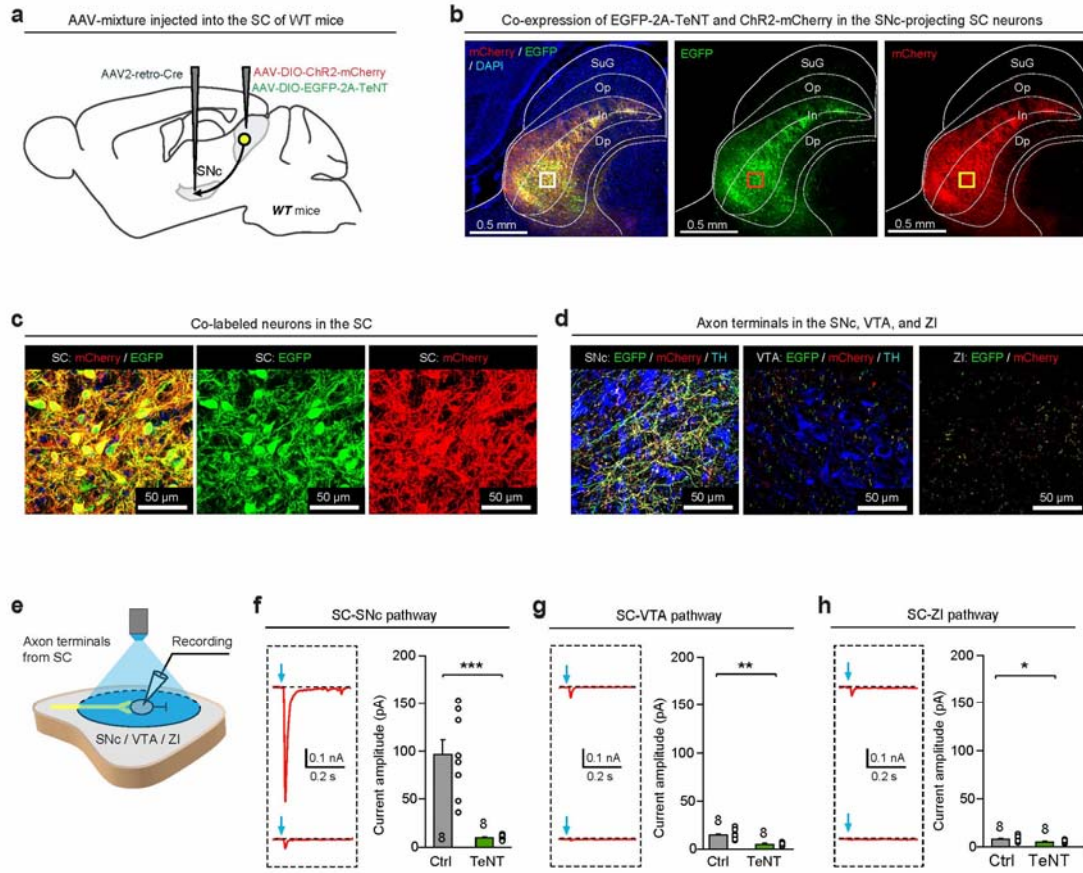 a
AAV-mixture injected into the SC of WT mice
AAV2-retro-Cre
AAV-DIO-ChR2-mCherry
AAV-DIO-EGFP-2A-TeNT
SNc
WT mice
b
Co-expression of EGFP-2A-TeNT and ChR2-mCherry in the SNc-projecting SC neurons
mCherry / EGFP
/ DAPI
SuG
Op
In
Dp
0.5 mm
EGFP
SuG
Op
In
Dp
0.5 mm
mCherry
SuG
Op
In
Dp
0.5 mm
c
Co-labeled neurons in the SC
SC: mCherry / EGFP
50 µm
SC: EGFP
50 µm
SC: mCherry
50 µm
d
Axon terminals in the SNc, VTA, and ZI
SNc: EGFP / mCherry / TH
50 µm
VTA: EGFP / mCherry / TH
50 µm
ZI: EGFP / mCherry
50 µm
e
Axon terminals
from SC
Recording
SNc / VTA / ZI
f
SC-SNc pathway
0.1 nA
0.2 s
Current amplitude (pA)
200
150
100
50
0
***
8
8
Ctrl
TeNT
g
SC-VTA pathway
0.1 nA
0.2 s
Current amplitude (pA)
200
150
100
50
0
**
8
8
Ctrl
TeNT
h
SC-ZI pathway
0.1 nA
0.2 s
Current amplitude (pA)
200
150
100
50
0
*
8
8
Ctrl
TeNT